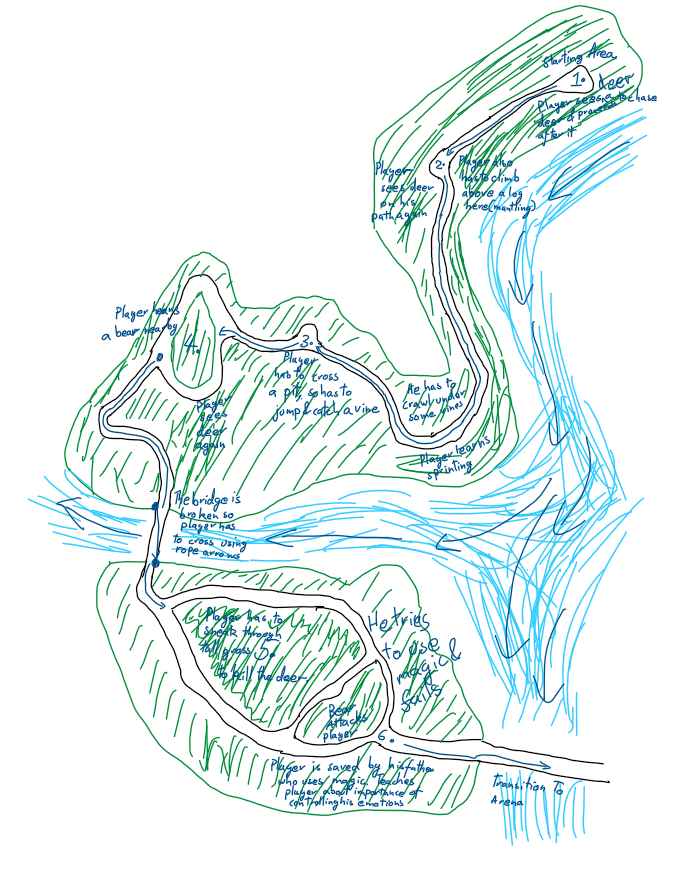 Starting Area
1.
deer
Player sees a
to chase
deer & proceeds
after it
2.
Player also
has to climb
above a log
here (mantling)
Player
sees deer
on his
path again
Player hears
a bear nearby
4.
3.
Player
has to cross
a pit, so has to
jump & catch a vine
He has to
crawl under
some vines
Player
sees
deer
again
Player learns
sprinting
The bridge is
broken so
player has
to cross using
rope arrows
Player has to
sneak through
tall grass
5.
to kill the deer
He tries
to use
magic &
fails
Bear
Attacks
player
6.
Player is saved by his father
who uses magic. Teaches
player about importance of
controlling his emotions
Transition To
Arena